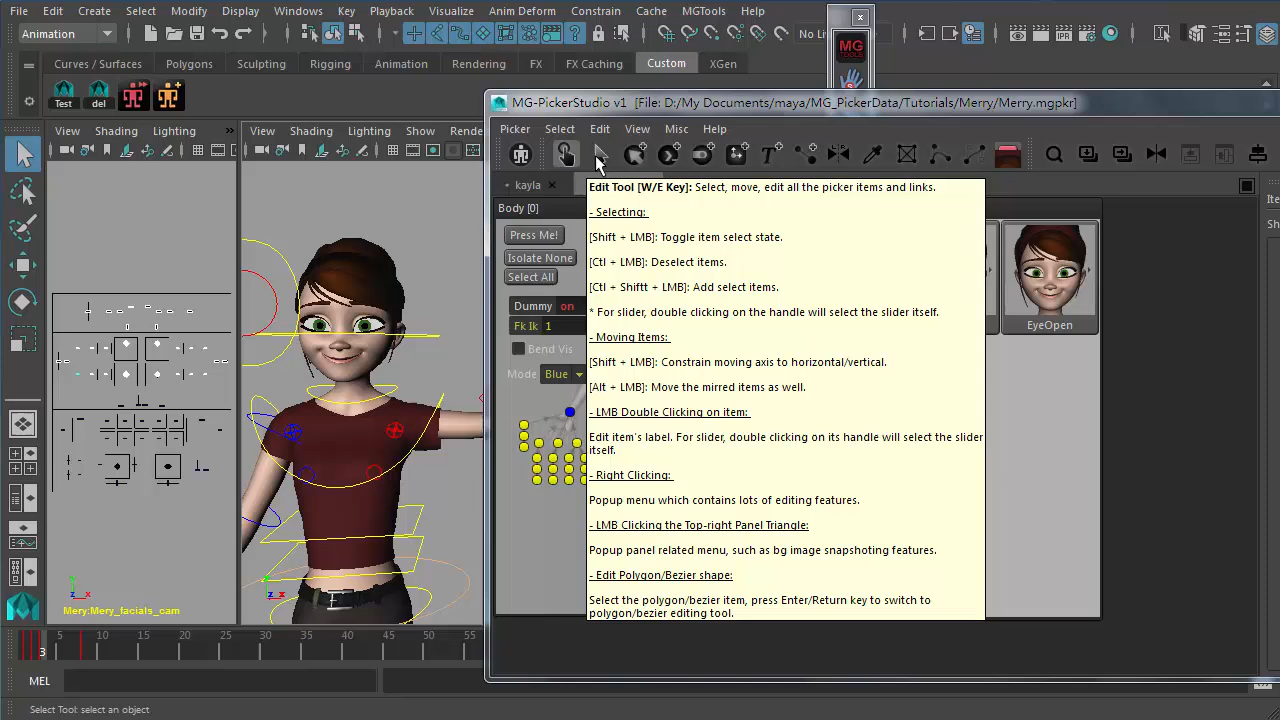 File Edit Create Select Modify Display Windows Key Playback Visualize Anim Deform Constrain Cache MGTools Help
Animation
No Li
Curves / Surfaces Polygons Sculpting Rigging Animation Rendering FX FX Caching Custom XGen
Test del
MG
TOOLS
MG-PickerStudio v1 [File: D:/My Documents/maya/MG_PickerData/Tutorials/Merry/Merry.mgpkr]
View Shading Lighting »
View Shading Lighting Show Rende
Picker Select Edit View Misc Help
kayla
Body [0]
Press Me!
Isolate None
Select All
Dummy on
Fk Ik 1
Bend Vis
Mode Blue
Edit Tool [W/E Key]: Select, move, edit all the picker items and links.
- Selecting:
[Shift + LMB]: Toggle item select state.
[Ctl + LMB]: Deselect items.
[Ctl + Shiftt + LMB]: Add select items.
* For slider, double clicking on the handle will select the slider itself.
- Moving Items:
[Shift + LMB]: Constrain moving axis to horizontal/vertical.
[Alt + LMB]: Move the mirred items as well.
- LMB Double Clicking on item:
Edit item's label. For slider, double clicking on its handle will select the slider
itself.
- Right Clicking:
Popup menu which contains lots of editing features.
- LMB Clicking the Top-right Panel Triangle:
Popup panel related menu, such as bg image snapshoting features.
- Edit Polygon/Bezier shape:
Select the polygon/bezier item, press Enter/Return key to switch to
polygon/bezier editing tool.
EyeOpen
Ite
Sh
y
z x
z x
Mery:Mery_facials_cam
3 5 10 15 20 25 30 35 40 45 50 55
MEL
Select Tool: select an object